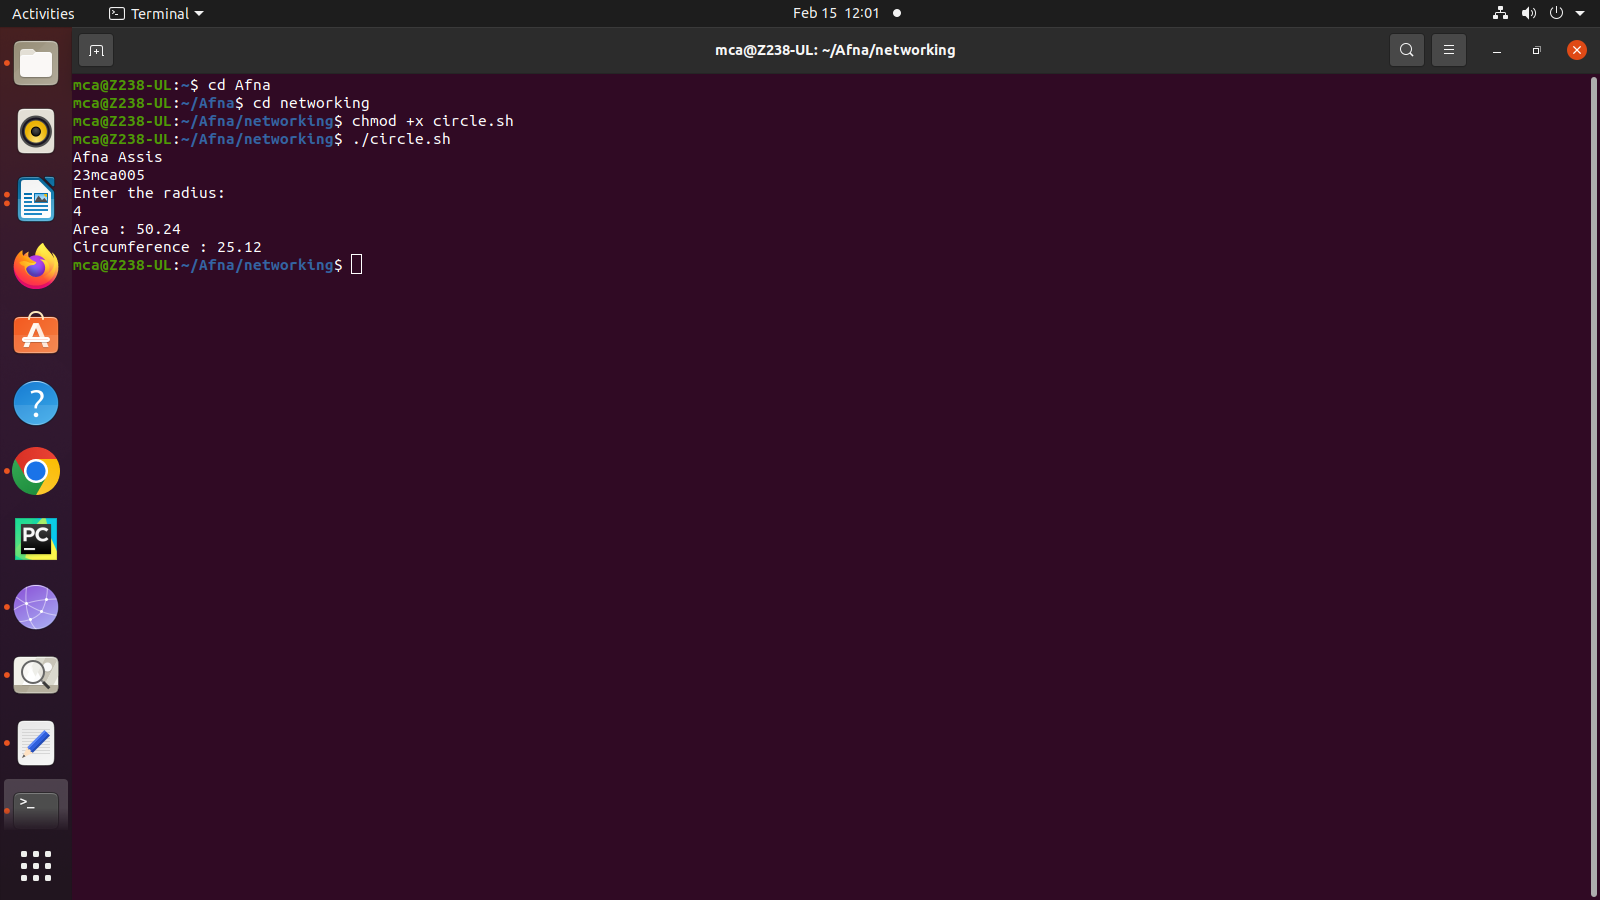 Activities
Terminal
Feb 15 12:01
mca@Z238-UL: ~/Afna/networking
mca@Z238-UL:~$ cd Afna
mca@Z238-UL:~/Afna$ cd networking
mca@Z238-UL:~/Afna/networking$ chmod +x circle.sh
mca@Z238-UL:~/Afna/networking$ ./circle.sh
Afna Assis
23mca005
Enter the radius:
4
Area : 50.24
Circumference : 25.12
mca@Z238-UL:~/Afna/networking$
?
PC
>_